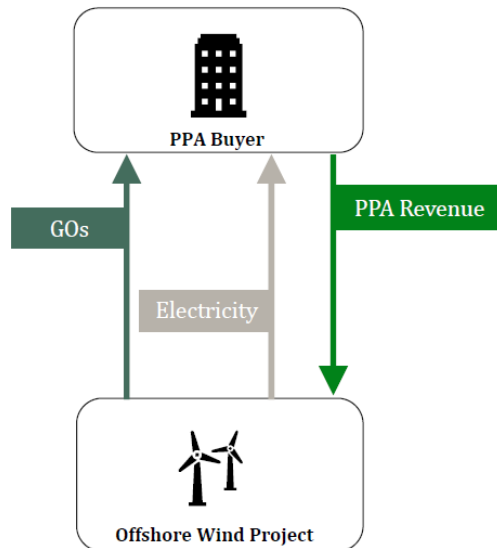 PPA Buyer
GOs
PPA Revenue
Electricity
Offshore Wind Project